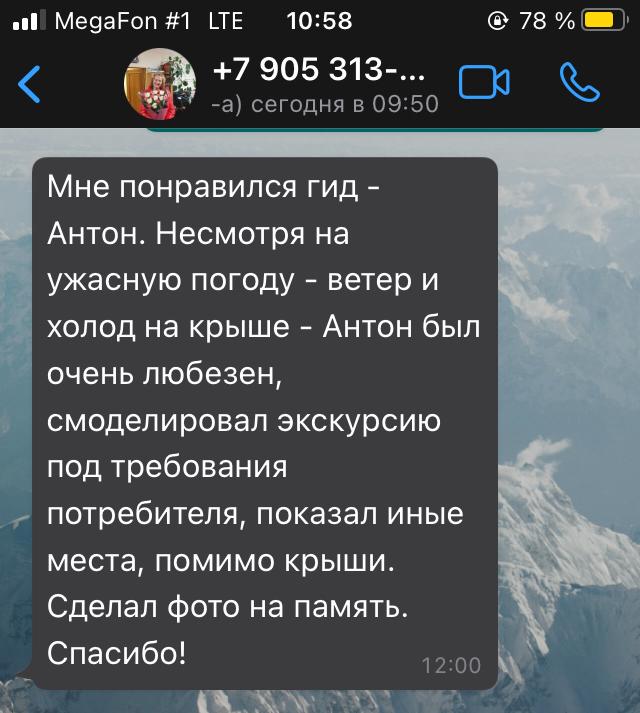 MegaFon #1 LTE 10:58 78 %
+7 905 313-...
-а) сегодня в 09:50
Мне понравился гид -
Антон. Несмотря на
ужасную погоду - ветер и
холод на крыше - Антон был
очень любезен,
смоделировал экскурсию
под требования
потребителя, показал иные
места, помимо крыши.
Сделал фото на память.
Спасибо!
12:00